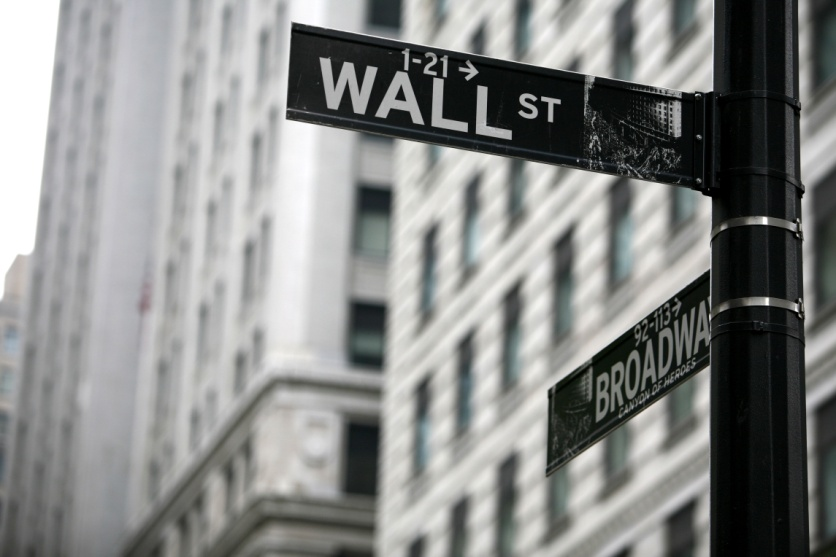 1-21 →
WALL ST
92-113 →
BROADWA
CANYON OF HEROES